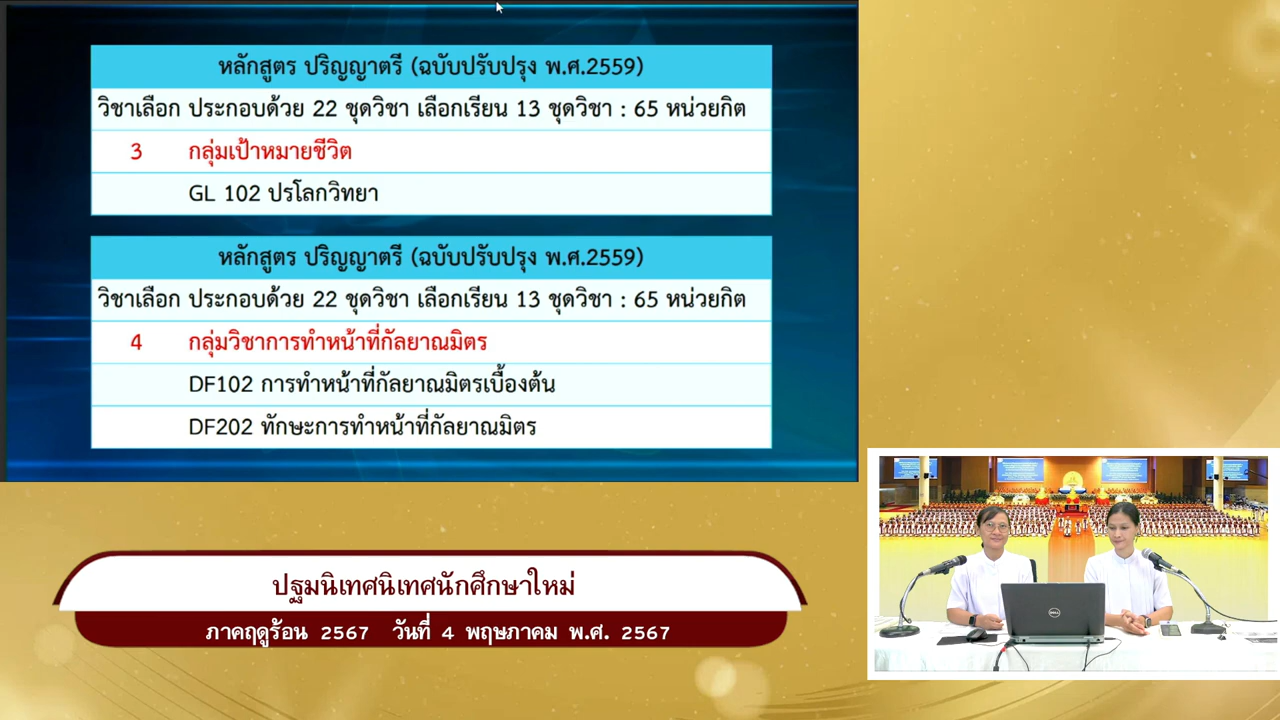 หลักสูตร ปริญญาตรี (ฉบับปรับปรุง พ.ศ.2559)
วิชาเลือก ประกอบด้วย 22 ชุดวิชา เลือกเรียน 13 ชุดวิชา : 65 หน่วยกิต
3 กลุ่มเป้าหมายชีวิต
GL 102 ปรโลกวิทยา
หลักสูตร ปริญญาตรี (ฉบับปรับปรุง พ.ศ.2559)
วิชาเลือก ประกอบด้วย 22 ชุดวิชา เลือกเรียน 13 ชุดวิชา : 65 หน่วยกิต
4 กลุ่มวิชาการทำหน้าที่กัลยาณมิตร
DF102 การทำหน้าที่กัลยาณมิตรเบื้องต้น
DF202 ทักษะการทำหน้าที่กัลยาณมิตร
ปฐมนิเทศนิเทศนักศึกษาใหม่
ภาคฤดูร้อน 2567 วันที่ 4 พฤษภาคม พ.ศ. 2567
DELL